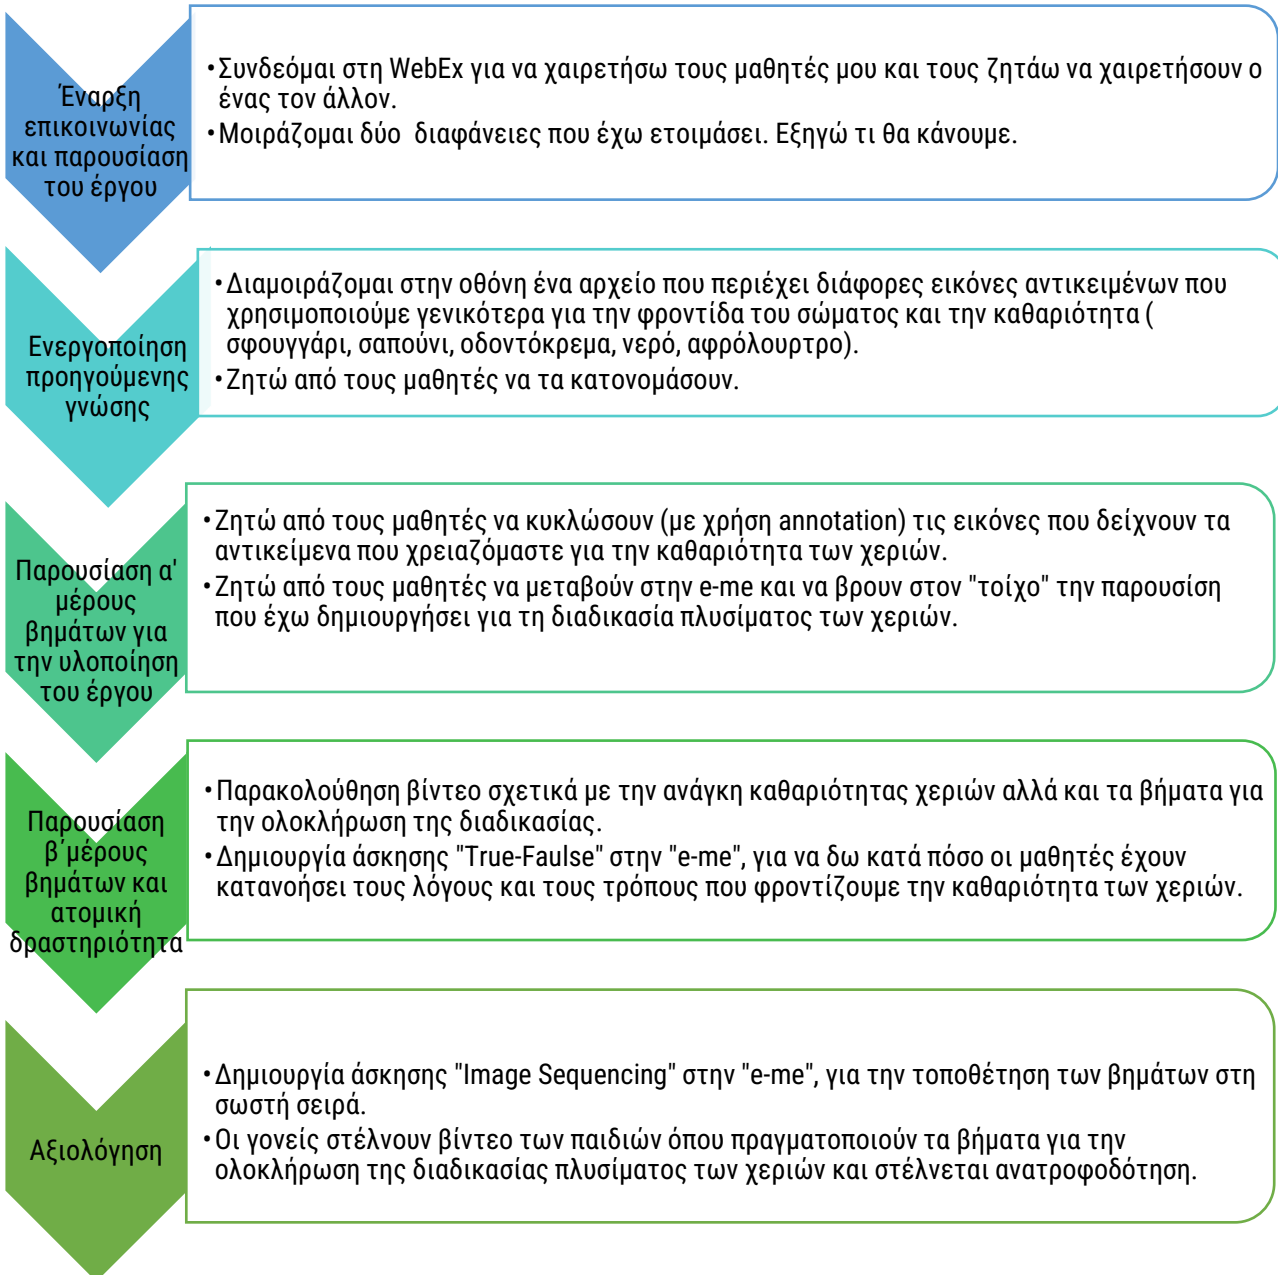 Έναρξη
επικοινωνίας
και παρουσίαση
του έργου
•Συνδεόμαι στη WebEx για να χαιρετήσω τους μαθητές μου και τους ζητάω να χαιρετήσουν ο
ένας τον άλλον.
•Μοιράζομαι δύο διαφάνειες που έχω ετοιμάσει. Εξηγώ τι θα κάνουμε.
Ενεργοποίηση
προηγούμενης
γνώσης
•Διαμοιράζομαι στην οθόνη ένα αρχείο που περιέχει διάφορες εικόνες αντικειμένων που
χρησιμοποιούμε γενικότερα για την φροντίδα του σώματος και την καθαριότητα (
σφουγγάρι, σαπούνι, οδοντόκρεμα, νερό, αφρόλουρτρο).
•Ζητώ από τους μαθητές να τα κατονομάσουν.
Παρουσίαση α'
μέρους
βημάτων για
την υλοποίηση
του έργου
•Ζητώ από τους μαθητές να κυκλώσουν (με χρήση annotation) τις εικόνες που δείχνουν τα
αντικείμενα που χρειαζόμαστε για την καθαριότητα των χεριών.
•Ζητώ από τους μαθητές να μεταβούν στην e-me και να βρουν στον "τοίχο" την παρουσίση
που έχω δημιουργήσει για τη διαδικασία πλυσίματος των χεριών.
Παρουσίαση
β΄μέρους
βημάτων και
ατομική
δραστηριότητα
•Παρακολούθηση βίντεο σχετικά με την ανάγκη καθαριότητας χεριών αλλά και τα βήματα για
την ολοκλήρωση της διαδικασίας.
•Δημιουργία άσκησης "True-Faulse" στην "e-me", για να δω κατά πόσο οι μαθητές έχουν
κατανοήσει τους λόγους και τους τρόπους που φροντίζουμε την καθαριότητα των χεριών.
Αξιολόγηση
•Δημιουργία άσκησης "Image Sequencing" στην "e-me", για την τοποθέτηση των βημάτων στη
σωστή σειρά.
•Οι γονείς στέλνουν βίντεο των παιδιών όπου πραγματοποιούν τα βήματα για την
ολοκλήρωση της διαδικασίας πλυσίματος των χεριών και στέλνεται ανατροφοδότηση.